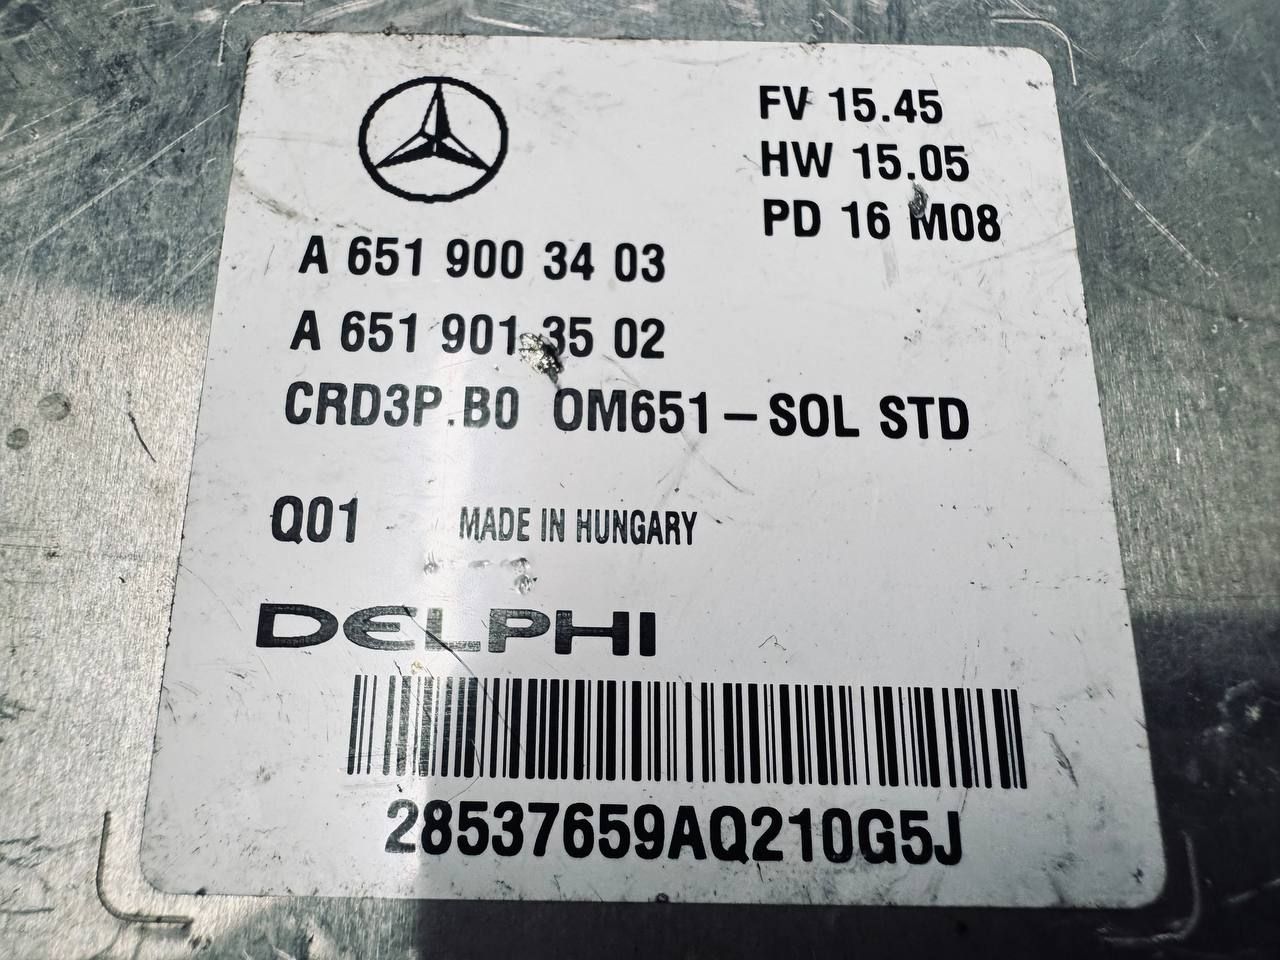 FV 15.45
HW 15.05
PD 16 M08
A 651 900 34 03
A 651 901 35 02
CRD3P.B0 OM651-SOL STD
Q01 MADE IN HUNGARY
DELPHI
28537659AQ210G5J